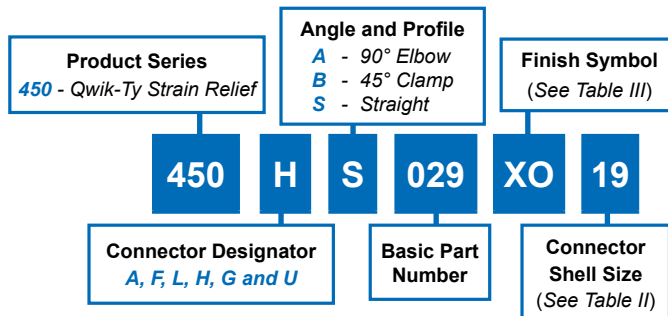 Product Series
450 - Qwik-Ty Strain Relief
Angle and Profile
A - 90° Elbow
B - 45° Clamp
S - Straight
Finish Symbol
(See Table III)
450 H S 029 XO 19
Connector Designator
A, F, L, H, G and U
Basic Part
Number
Connector
Shell Size
(See Table II)